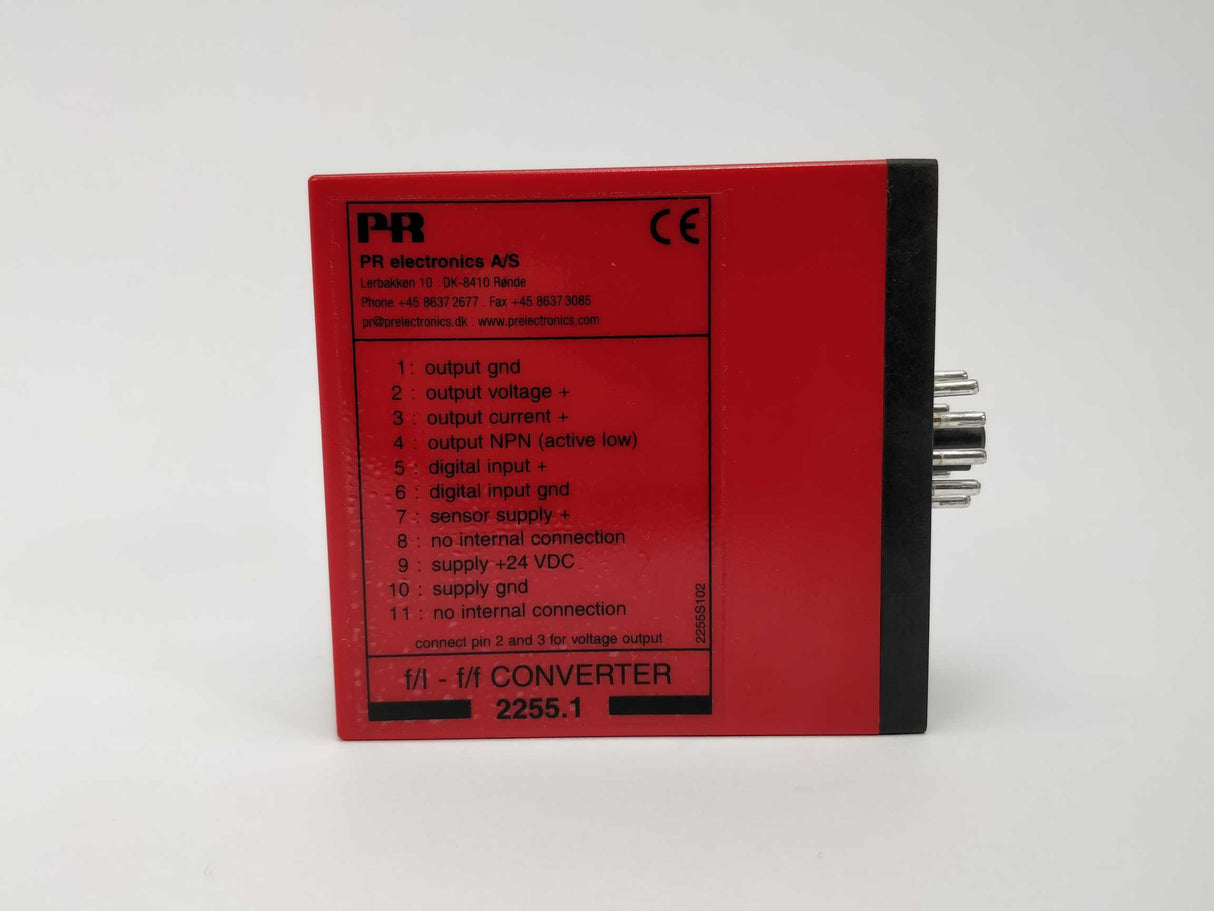 PR
CE
PR electronics A/S
Lerbakken 10 . DK-8410 Rønde
Phone +45 8637 2677 . Fax +45 8637 3085
pr@prelectronics.dk . www.prelectronics.com
1 : output gnd
2 : output voltage +
3 : output current +
4 : output NPN (active low)
5 : digital input +
6 : digital input gnd
7 : sensor supply +
8 : no internal connection
9 : supply +24 VDC
10 : supply gnd
11 : no internal connection
connect pin 2 and 3 for voltage output
2255S102
f/I - f/f CONVERTER
2255.1